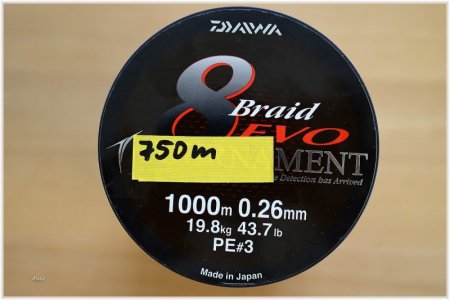 DAIWA
8 Braid
EVO
750m
NAMENT
e Detection has Arrived
1000m 0.26mm
19.8kg 43.7lb
PE#3
Made in Japan